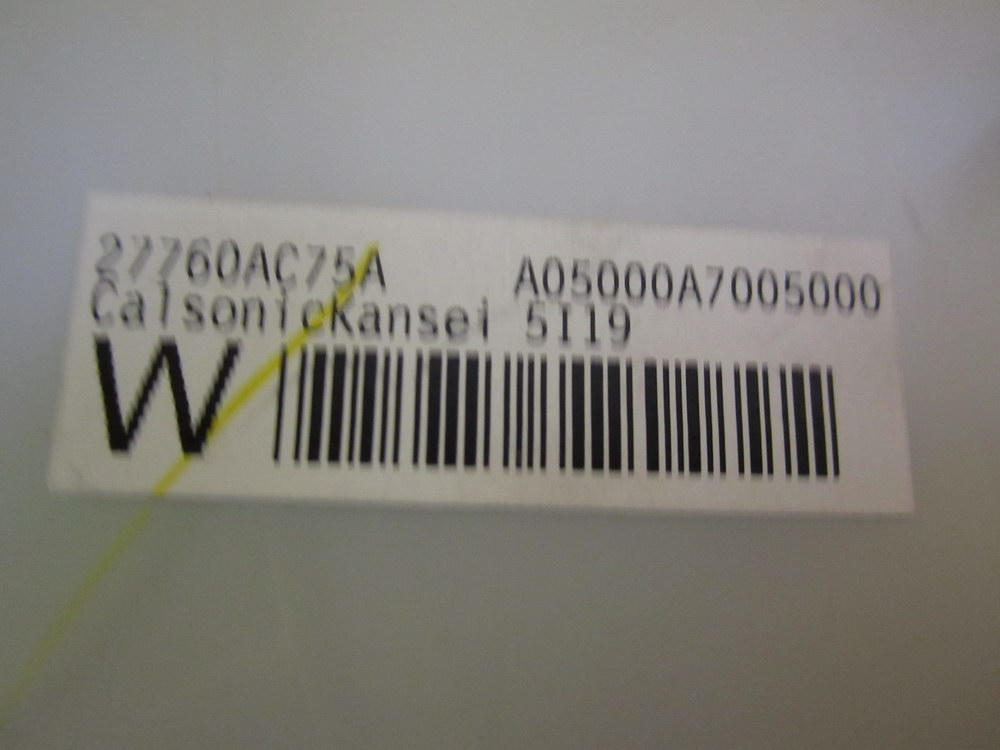 27760AC75A A05000A7005000
CalsonicKansei 5I19
W